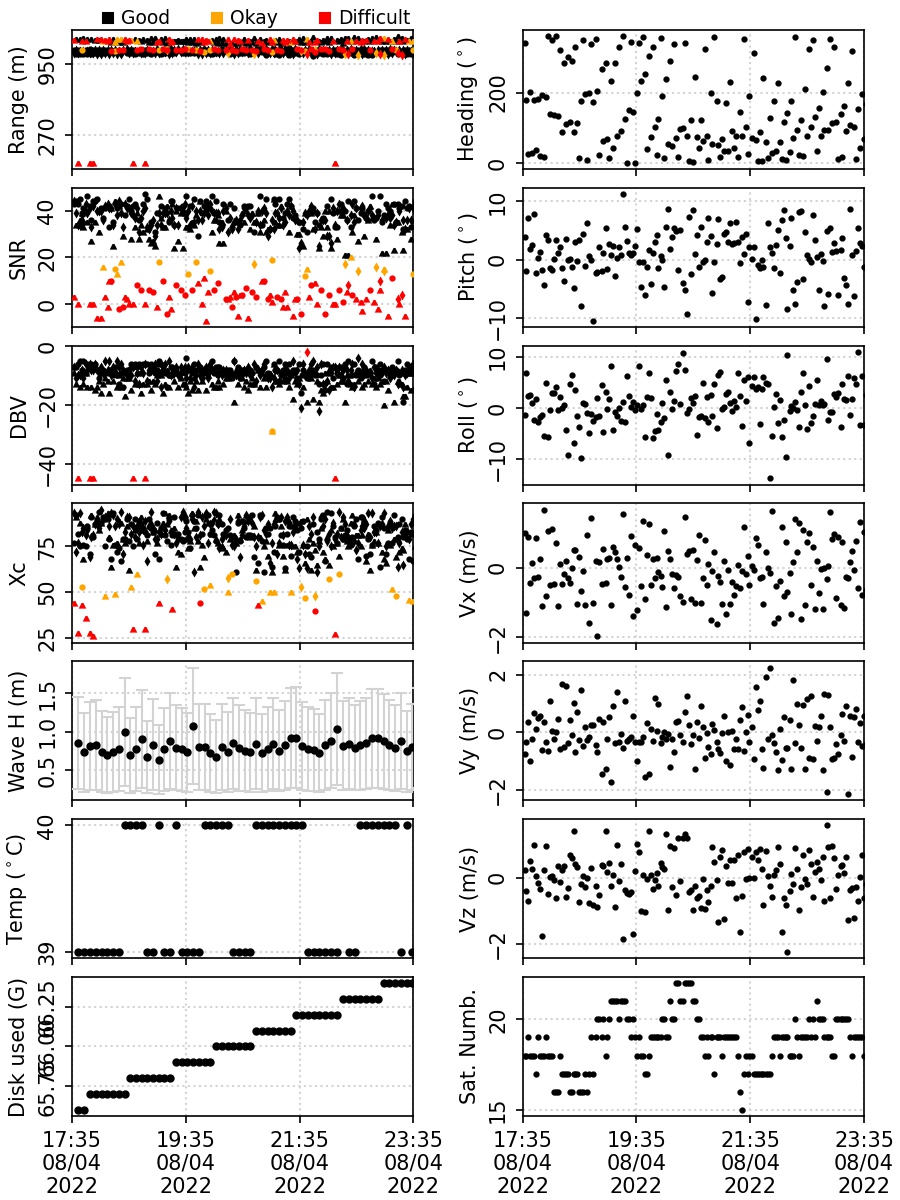 Good Okay Difficult
Range (m)
950
270
Heading (°)
200
0
SNR
40
20
0
Pitch (°)
10
0
−10
DBV
0
−20
−40
Roll (°)
10
0
−10
Xc
75
50
25
Vx (m/s)
0
−2
Wave H (m)
1.5
1.0
0.5
Vy (m/s)
2
0
−2
Temp (°C)
40
39
Vz (m/s)
0
−2
Disk used (G)
Sat. Numb.
20
15
17:35 19:35 21:35 23:35 17:35 19:35 21:35 23:35
08/04 08/04 08/04 08/04 08/04 08/04 08/04 08/04
2022 2022 2022 2022 2022 2022 2022 2022